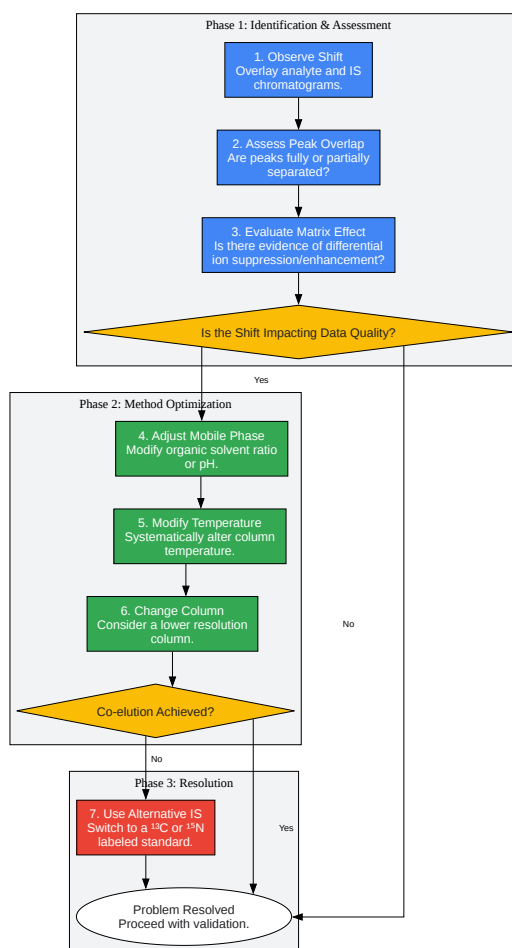 Phase 1: Identification & Assessment
1. Observe Shift
Overlay analyte and IS
chromatograms.
2. Assess Peak Overlap
Are peaks fully or partially
separated?
3. Evaluate Matrix Effect
Is there evidence of differential
ion suppression/enhancement?
Is the Shift Impacting Data Quality?
Yes
Phase 2: Method Optimization
4. Adjust Mobile Phase
Modify organic solvent ratio
or pH.
5. Modify Temperature
Systematically alter column
temperature.
6. Change Column
Consider a lower resolution
column.
No
Co-elution Achieved?
No
Phase 3: Resolution
7. Use Alternative IS
Switch to a ¹³C or ¹⁵N
labeled standard.
Yes
Problem Resolved
Proceed with validation.